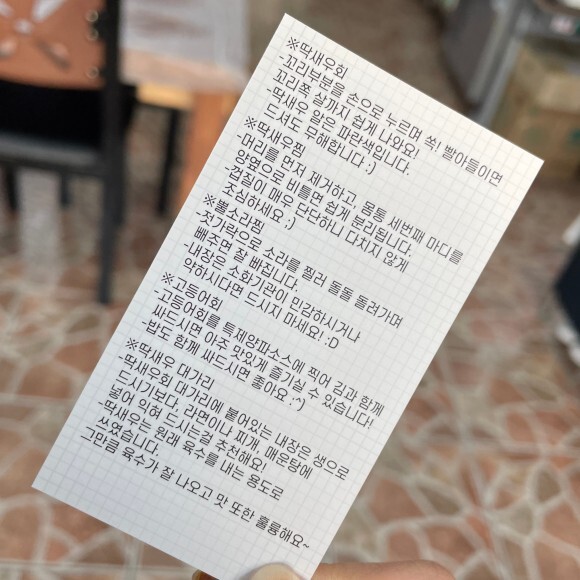 ※딱새우회
-꼬리부분을 손으로 누르며 쏙! 빨아들이면
꼬리쪽 살까지 쉽게 나와요!
-딱새우 알은 파란색입니다.
드셔도 무해합니다 :)
※딱새우찜
-머리를 먼저 제거하고, 몸통 세번째 마디를
양옆으로 비틀면 쉽게 분리됩니다.
-껍질이 매우 단단하니 다치지 않게
조심하세요 ;)
※뿔소라찜
-젓가락으로 소라를 찔러 돌돌 돌려가며
빼주면 잘 빠집니다.
-내장은 소화기관이 민감하시거나
약하시다면 드시지 마세요! :D
※고등어회
-고등어회를 특제양파소스에 찍어 김과 함께
싸드시면 아주 맛있게 즐기실 수 있습니다!
-밥도 함께 싸드시면 좋아요 :^)
※딱새우 대가리
-딱새우회 대가리에 붙어있는 내장은 생으로
드시기보다, 라면이나 찌개, 매운탕에
넣어 익혀 드시는걸 추천해요!
-딱새우는 원래 육수를 내는 용도로
쓰였습니다.
그만큼 육수가 잘 나오고 맛 또한 훌륭해요~